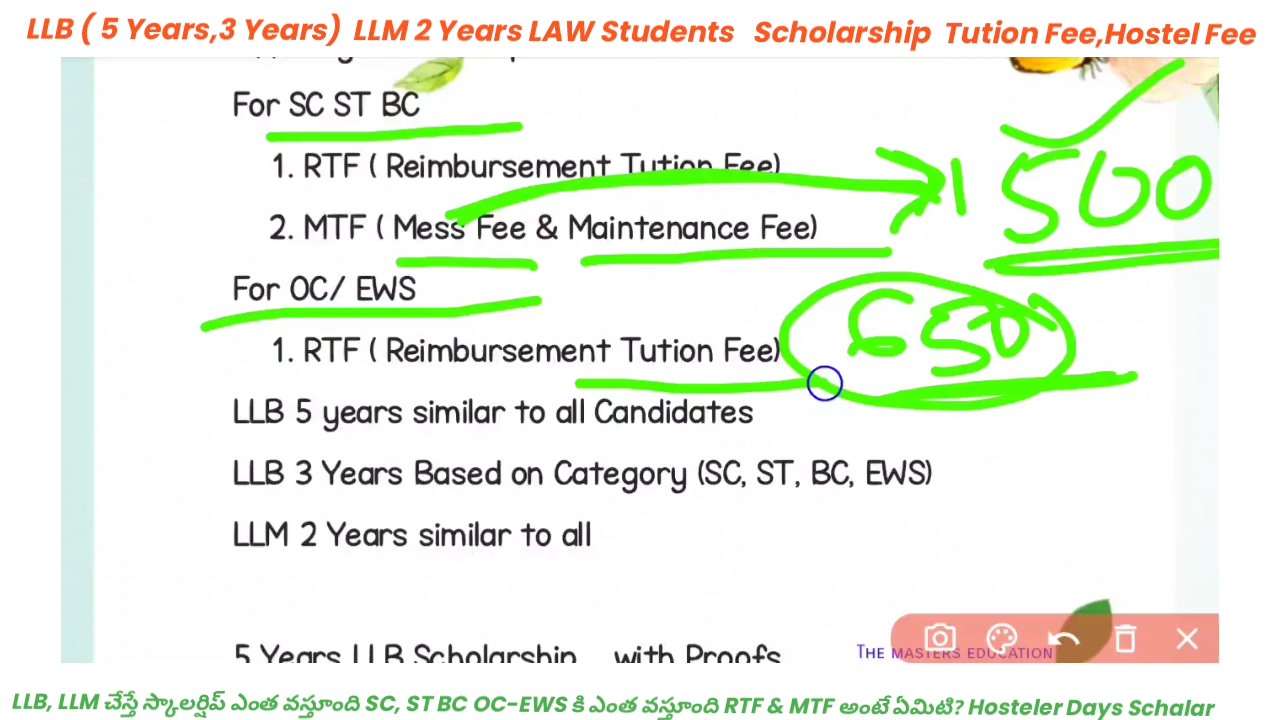 LLB ( 5 Years,3 Years) LLM 2 Years LAW Students Scholarship Tution Fee,Hostel Fee
For SC ST BC
1. RTF ( Reimbursement Tution Fee)
1500
2. MTF ( Mess Fee & Maintenance Fee)
For OC/ EWS
650
1. RTF ( Reimbursement Tution Fee)
LLB 5 years similar to all Candidates
LLB 3 Years Based on Category (SC, ST, BC, EWS)
LLM 2 Years similar to all
5 Years LLB Scholarship with Proofs
THE MASTERS EDUCATION
LLB, LLM చేస్తే స్కాలర్షిప్ ఎంత వస్తూంది SC, ST BC OC-EWS కి ఎంత వస్తూంది RTF & MTF అంటే ఏమిటి? Hosteler Days Schalar